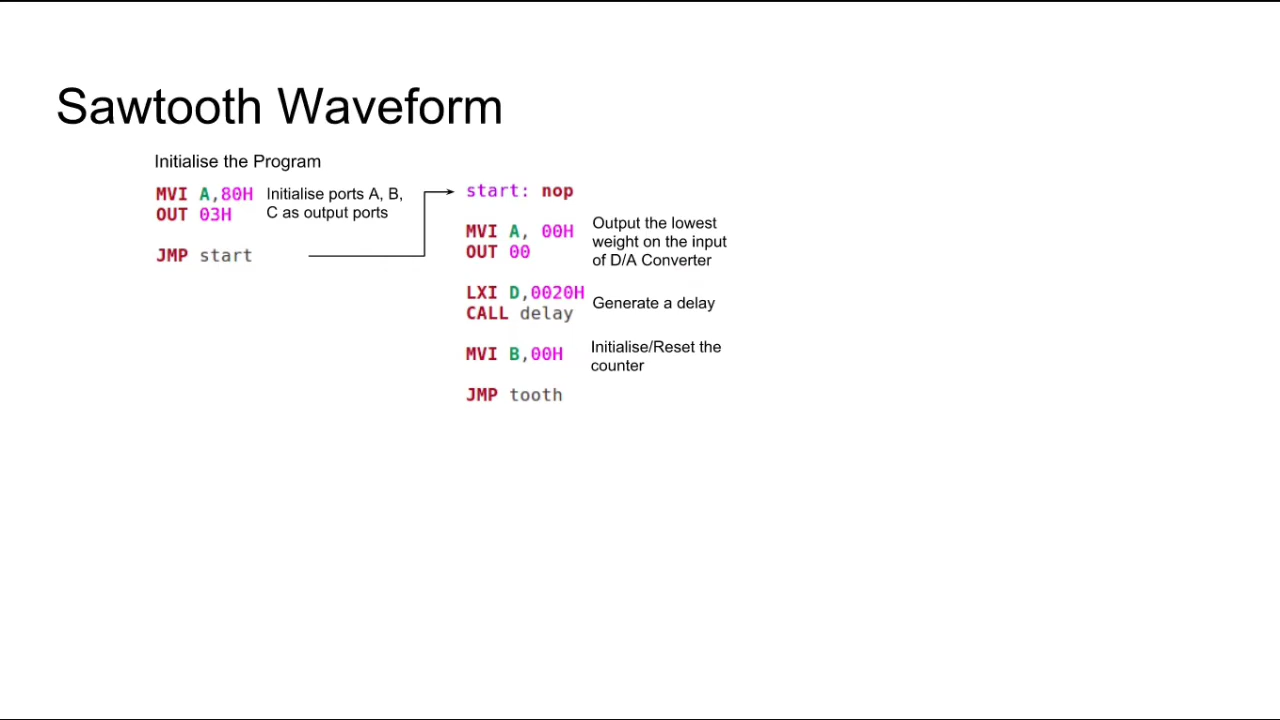 Sawtooth Waveform
Initialise the Program
MVI A,80H
OUT 03H
Initialise ports A, B,
C as output ports
JMP start
start: nop
MVI A, 00H
OUT 00
Output the lowest
weight on the input
of D/A Converter
LXI D,0020H
CALL delay
Generate a delay
MVI B,00H
Initialise/Reset the
counter
JMP tooth